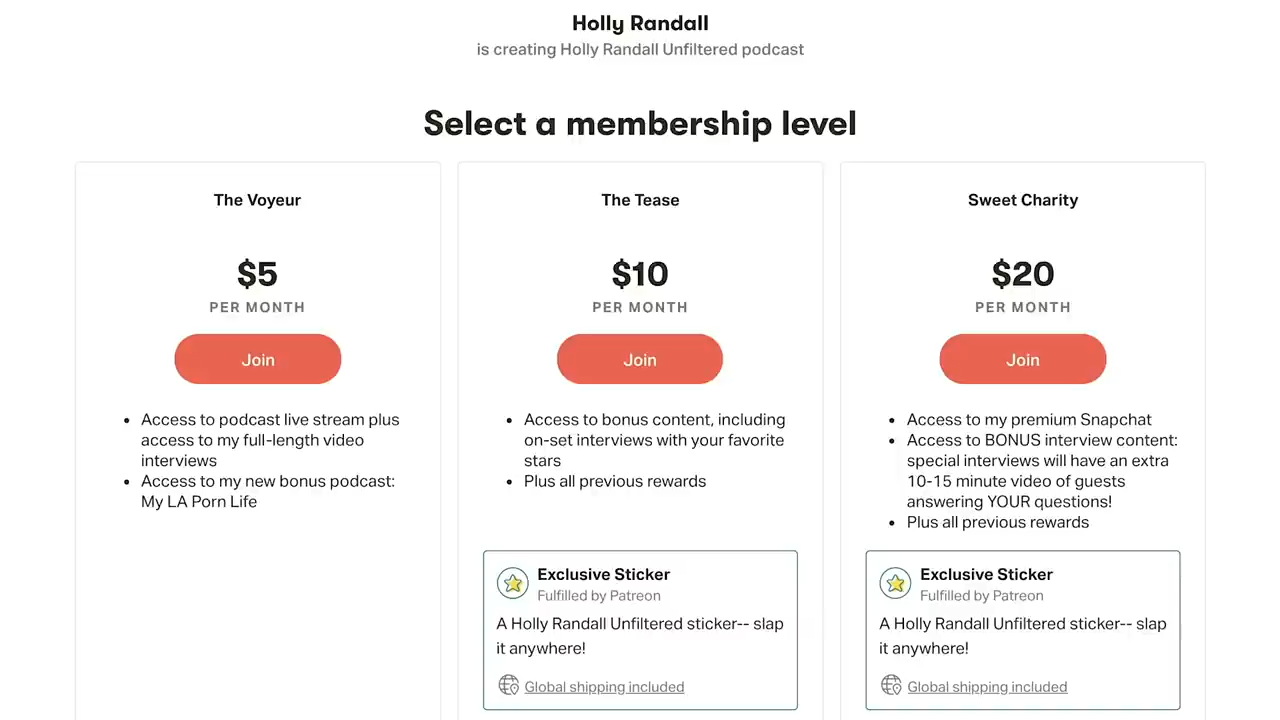 Holly Randall
is creating Holly Randall Unfiltered podcast
Select a membership level
The Voyeur
$5
PER MONTH
Join
• Access to podcast live stream plus
access to my full-length video
interviews
• Access to my new bonus podcast:
My LA Porn Life
The Tease
$10
PER MONTH
Join
• Access to bonus content, including
on-set interviews with your favorite
stars
• Plus all previous rewards
Exclusive Sticker
Fulfilled by Patreon
A Holly Randall Unfiltered sticker-- slap
it anywhere!
Global shipping included
Sweet Charity
$20
PER MONTH
Join
• Access to my premium Snapchat
• Access to BONUS interview content:
special interviews will have an extra
10-15 minute video of guests
answering YOUR questions!
• Plus all previous rewards
Exclusive Sticker
Fulfilled by Patreon
A Holly Randall Unfiltered sticker-- slap
it anywhere!
Global shipping included